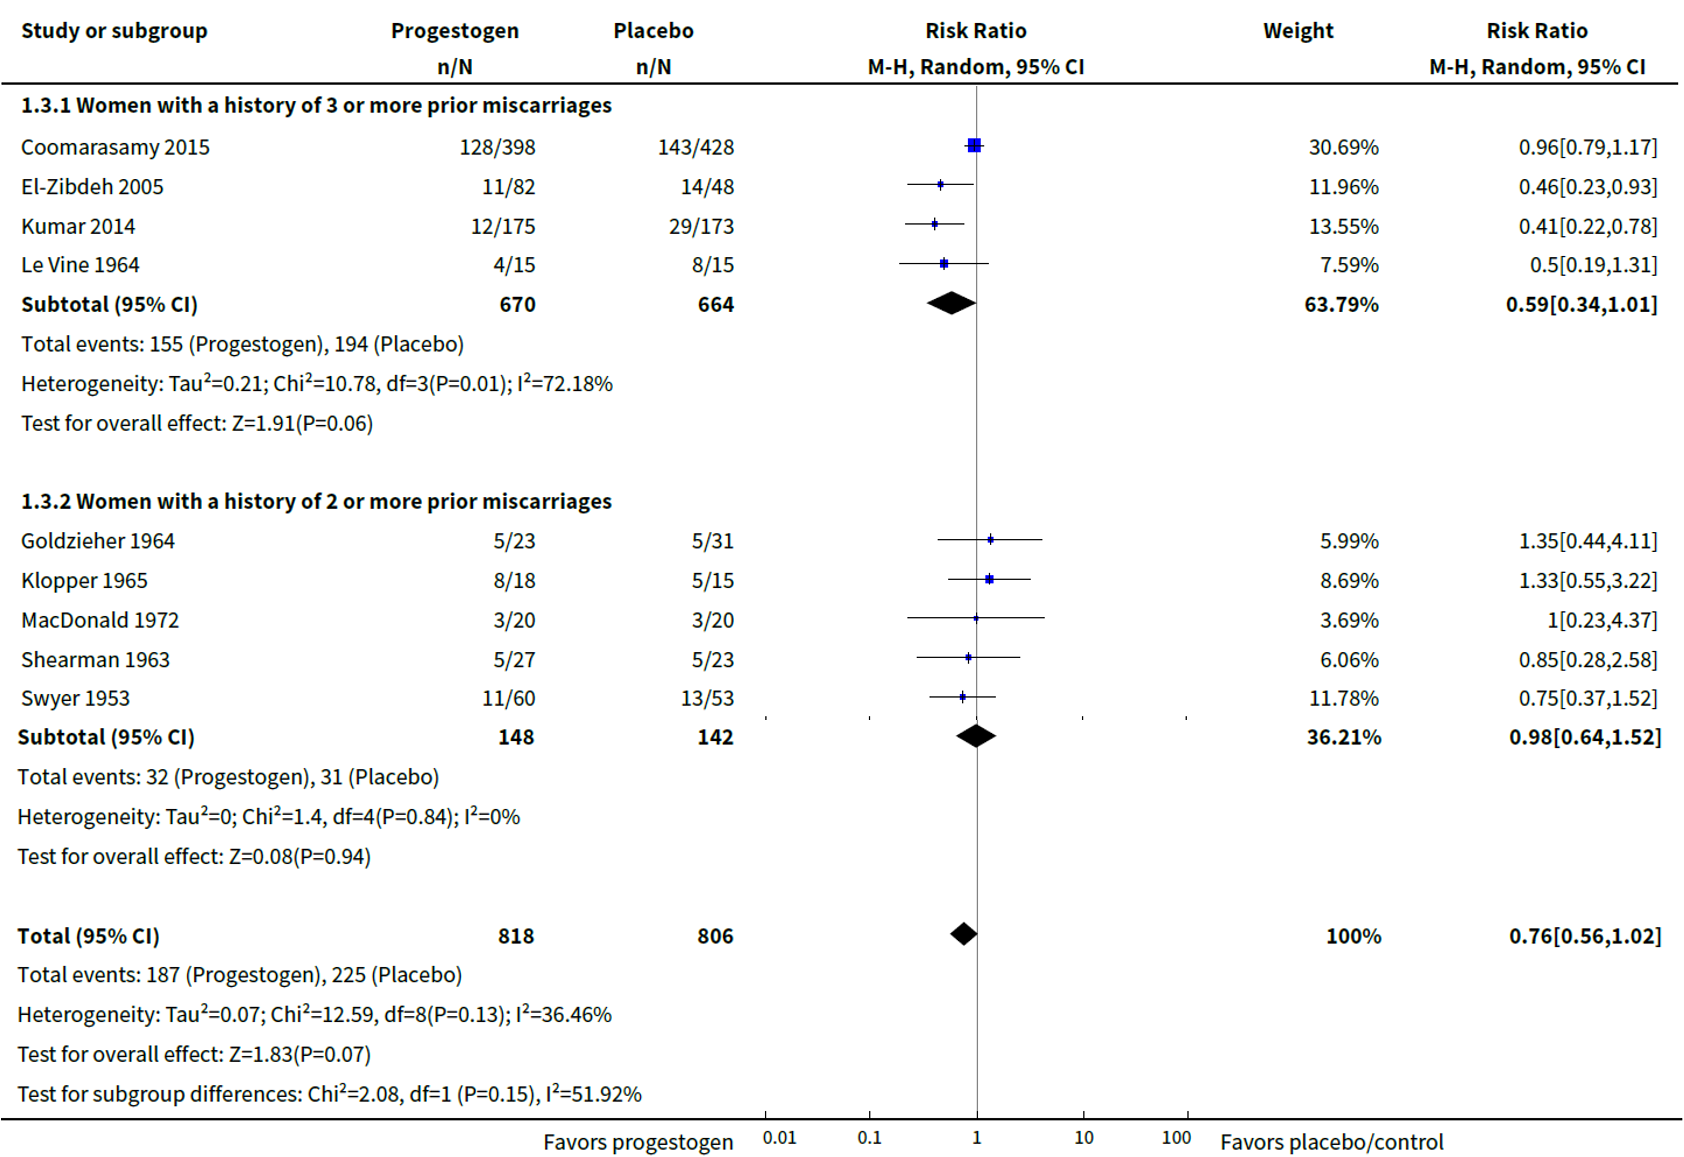 Study or subgroup Progestogen Placebo Risk Ratio Weight Risk Ratio
n/N n/N M-H, Random, 95% CI M-H, Random, 95% CI
1.3.1 Women with a history of 3 or more prior miscarriages
Coomarasamy 2015 128/398 143/428 30.69% 0.96[0.79,1.17]
El-Zibdeh 2005 11/82 14/48 11.96% 0.46[0.23,0.93]
Kumar 2014 12/175 29/173 13.55% 0.41[0.22,0.78]
Le Vine 1964 4/15 8/15 7.59% 0.5[0.19,1.31]
Subtotal (95% CI) 670 664 63.79% 0.59[0.34,1.01]
Total events: 155 (Progestogen), 194 (Placebo)
Heterogeneity: Tau²=0.21; Chi²=10.78, df=3(P=0.01); I²=72.18%
Test for overall effect: Z=1.91(P=0.06)
1.3.2 Women with a history of 2 or more prior miscarriages
Goldzieher 1964 5/23 5/31 5.99% 1.35[0.44,4.11]
Klopper 1965 8/18 5/15 8.69% 1.33[0.55,3.22]
MacDonald 1972 3/20 3/20 3.69% 1[0.23,4.37]
Shearman 1963 5/27 5/23 6.06% 0.85[0.28,2.58]
Swyer 1953 11/60 13/53 11.78% 0.75[0.37,1.52]
Subtotal (95% CI) 148 142 36.21% 0.98[0.64,1.52]
Total events: 32 (Progestogen), 31 (Placebo)
Heterogeneity: Tau²=0; Chi²=1.4, df=4(P=0.84); I²=0%
Test for overall effect: Z=0.08(P=0.94)
Total (95% CI) 818 806 100% 0.76[0.56,1.02]
Total events: 187 (Progestogen), 225 (Placebo)
Heterogeneity: Tau²=0.07; Chi²=12.59, df=8(P=0.13); I²=36.46%
Test for overall effect: Z=1.83(P=0.07)
Test for subgroup differences: Chi²=2.08, df=1 (P=0.15), I²=51.92%
Favors progestogen 0.01 0.1 1 10 100 Favors placebo/control